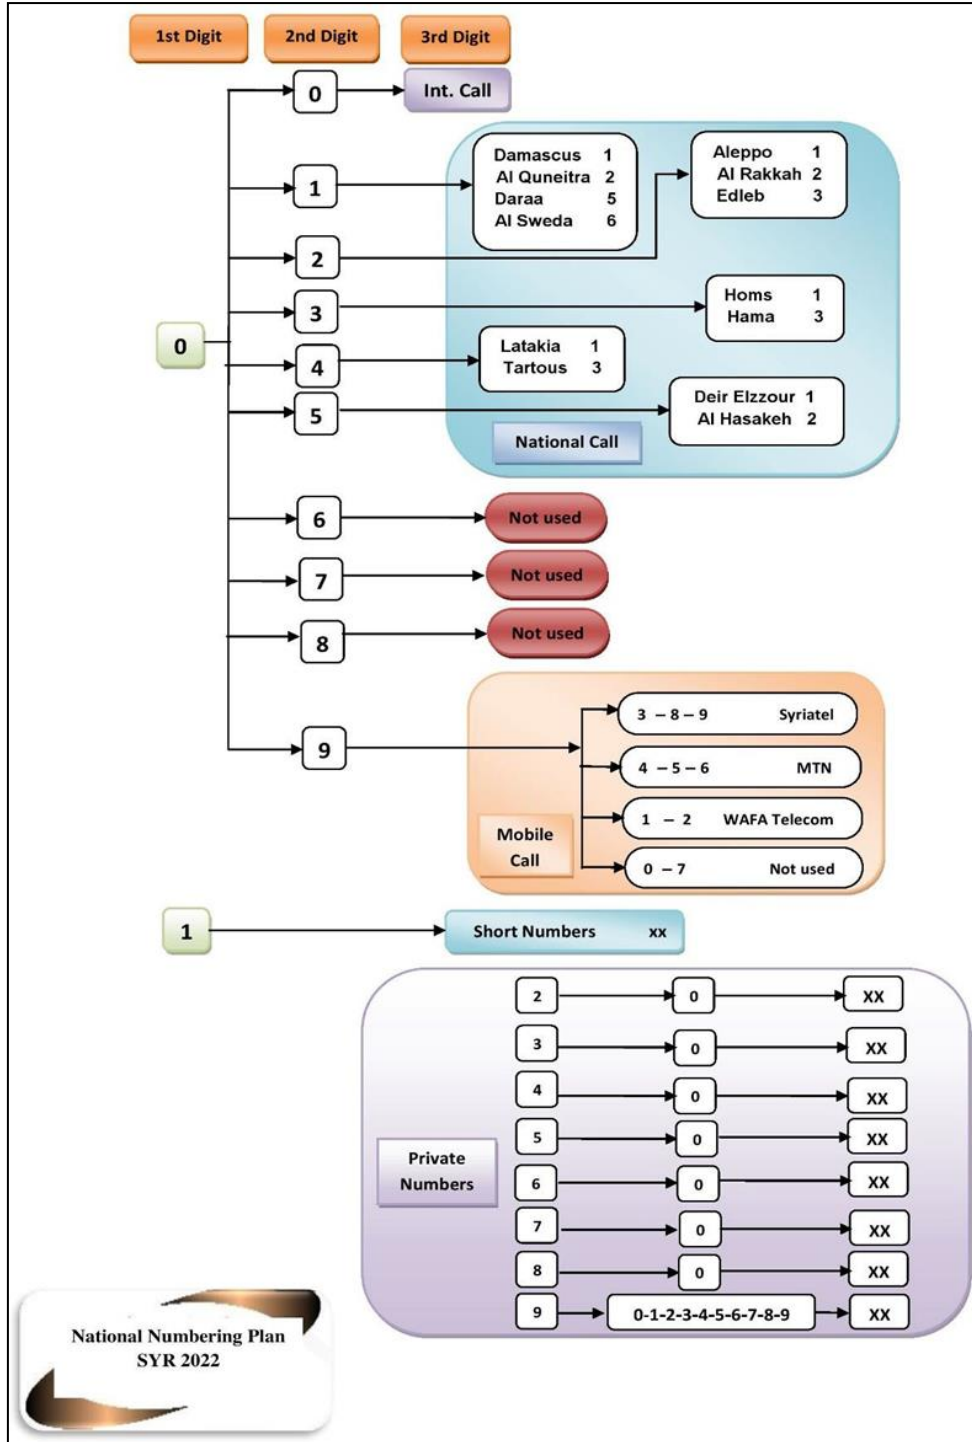 1st Digit 2nd Digit 3rd Digit
0 Int. Call
1
Damascus 1
Al Quneitra 2
Daraa 5
Al Sweda 6
Aleppo 1
Al Rakkah 2
Edleb 3
2
3
Homs 1
Hama 3
0
4
Latakia 1
Tartous 3
5
Deir Elzzour 1
Al Hasakeh 2
National Call
6 Not used
7 Not used
8 Not used
9
3 – 8 – 9 Syriatel
4 – 5 – 6 MTN
1 – 2 WAFA Telecom
0 – 7 Not used
Mobile
Call
1 Short Numbers xx
2 0 XX
3 0 XX
4 0 XX
5 0 XX
6 0 XX
7 0 XX
8 0 XX
9 0-1-2-3-4-5-6-7-8-9 XX
Private
Numbers
National Numbering Plan
SYR 2022